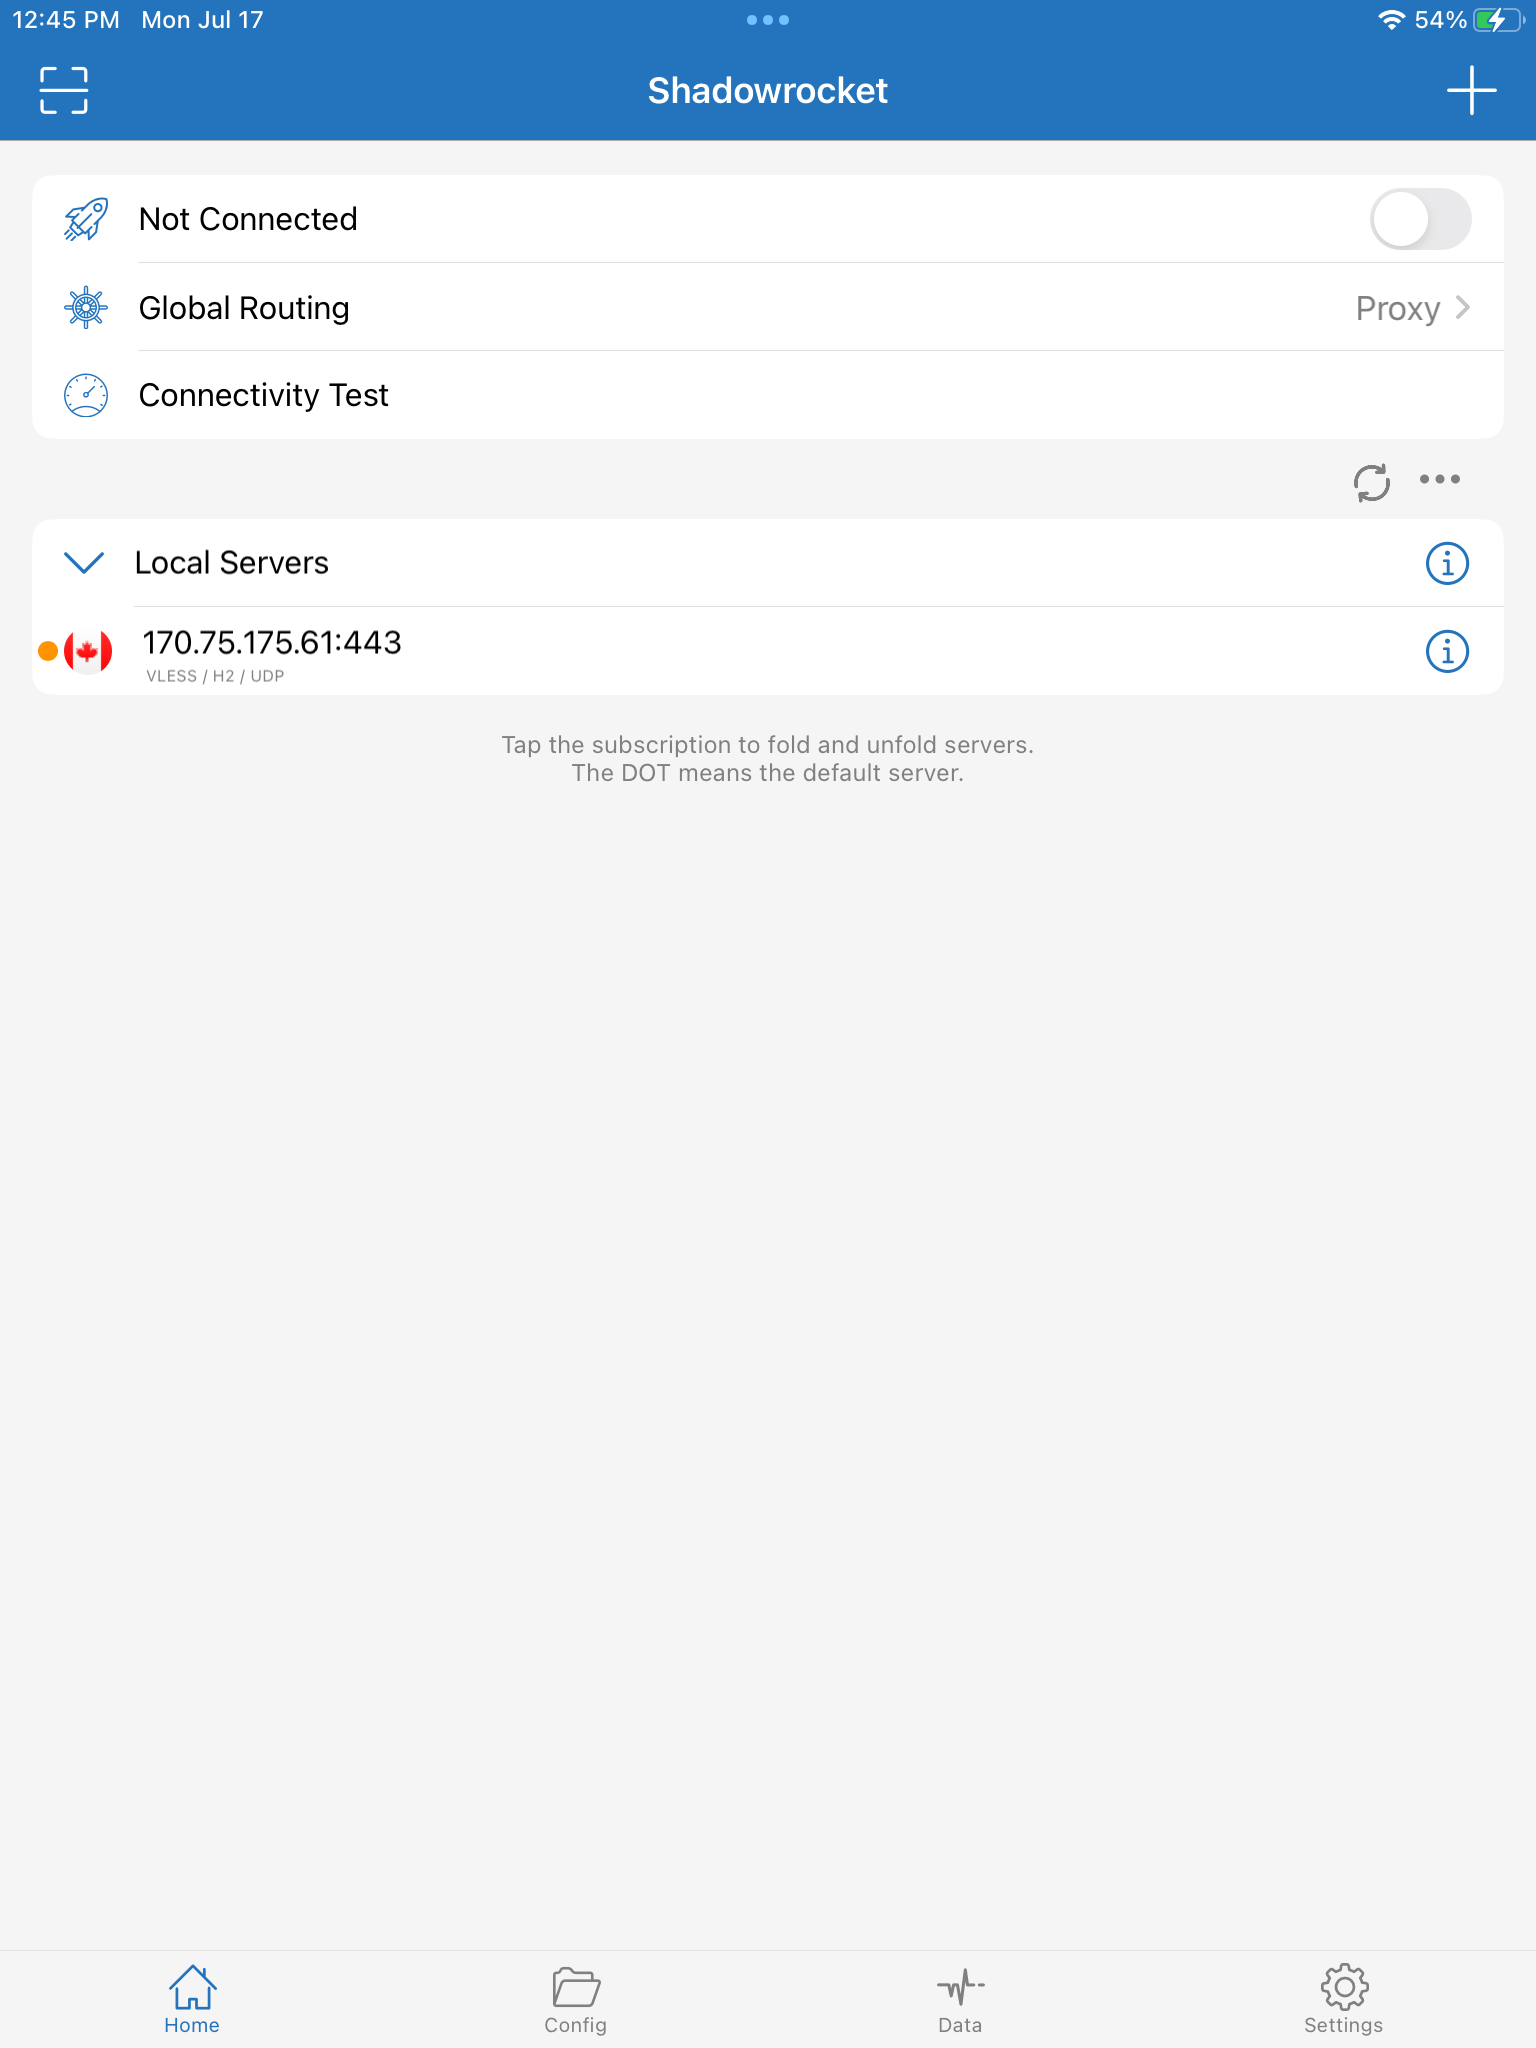 12:45 PM Mon Jul 17
54%
Shadowrocket
Not Connected
Global Routing
Proxy
Connectivity Test
Local Servers
170.75.175.61:443
VLESS / H2 / UDP
Tap the subscription to fold and unfold servers.
The DOT means the default server.
Home
Config
Data
Settings